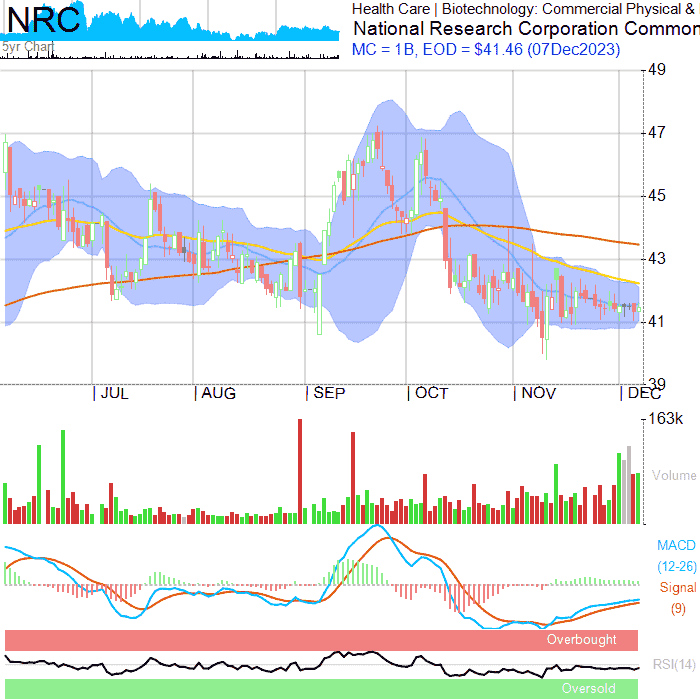 NRC
5yr Chart
Health Care | Biotechnology: Commercial Physical &
National Research Corporation Common
MC = 1B, EOD = $41.46 (07Dec2023)
49
47
45
43
41
39
JUL
AUG
SEP
OCT
NOV
DEC
163k
Volume
MACD
(12-26)
Signal
(9)
Overbought
RSI(14)
Oversold